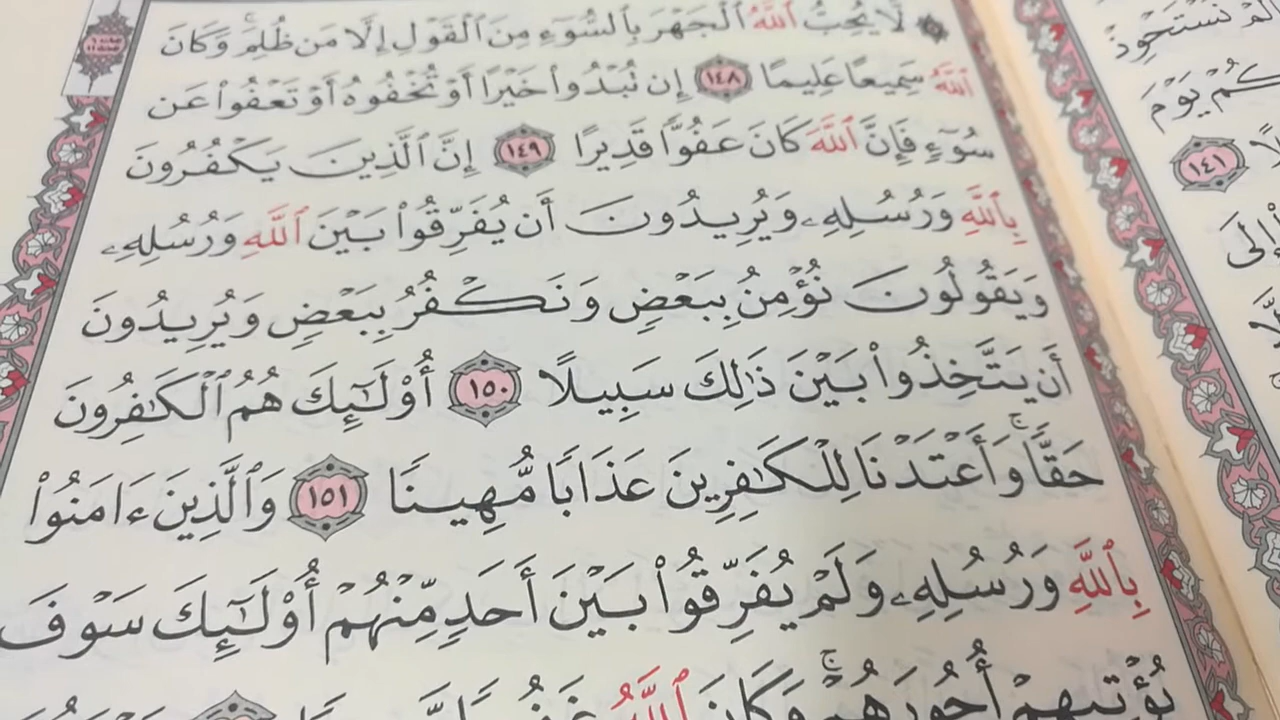 ۞ لَّا يُحِبُّ ٱللَّهُ ٱلْجَهْرَ بِٱلسُّوٓءِ مِنَ ٱلْقَوْلِ إِلَّا مَن ظُلِمَ ۚ وَكَانَ
ٱللَّهُ سَمِيعًا عَلِيمًا ١٤٨ إِن تُبْدُوا۟ خَيْرًا أَوْ تُخْفُوهُ أَوْ تَعْفُوا۟ عَن
سُوٓءٍ فَإِنَّ ٱللَّهَ كَانَ عَفُوًّا قَدِيرًا ١٤٩ إِنَّ ٱلَّذِينَ يَكْفُرُونَ
بِٱللَّهِ وَرُسُلِهِۦ وَيُرِيدُونَ أَن يُفَرِّقُوا۟ بَيْنَ ٱللَّهِ وَرُسُلِهِۦ
وَيَقُولُونَ نُؤْمِنُ بِبَعْضٍ وَنَكْفُرُ بِبَعْضٍ وَيُرِيدُونَ
أَن يَتَّخِذُوا۟ بَيْنَ ذَٰلِكَ سَبِيلًا ١٥٠ أُو۟لَـٰٓئِكَ هُمُ ٱلْكَـٰفِرُونَ
حَقًّا ۚ وَأَعْتَدْنَا لِلْكَـٰفِرِينَ عَذَابًا مُّهِينًا ١٥١ وَٱلَّذِينَ ءَامَنُوا۟
بِٱللَّهِ وَرُسُلِهِۦ وَلَمْ يُفَرِّقُوا۟ بَيْنَ أَحَدٍ مِّنْهُمْ أُو۟لَـٰٓئِكَ سَوْفَ
يُؤْتِيهِمْ أُجُورَهُمْ ۚ وَكَانَ ٱللَّهُ
نَسْتَحْوِذْ
يَوْمَ
١٤١
إِلَى